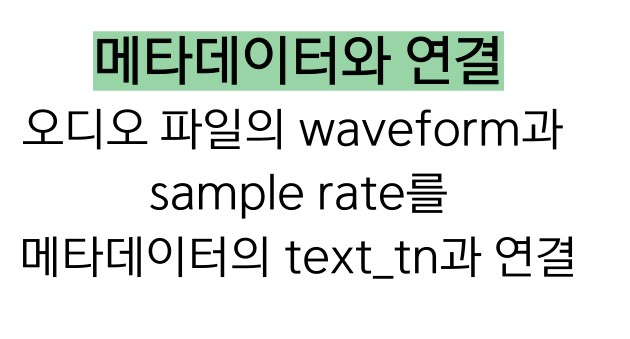 메타데이터와 연결
오디오 파일의 waveform과
sample rate를
메타데이터의 text_tn과 연결